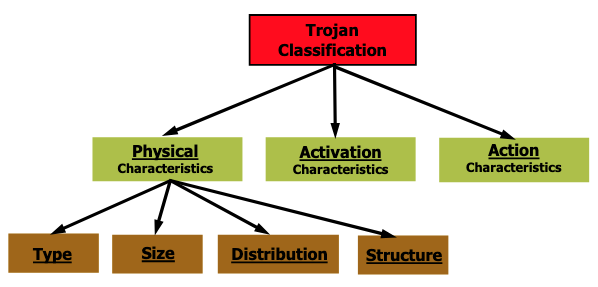 Trojan
Classification
Physical
Characteristics
Activation
Characteristics
Action
Characteristics
Type
Size
Distribution
Structure